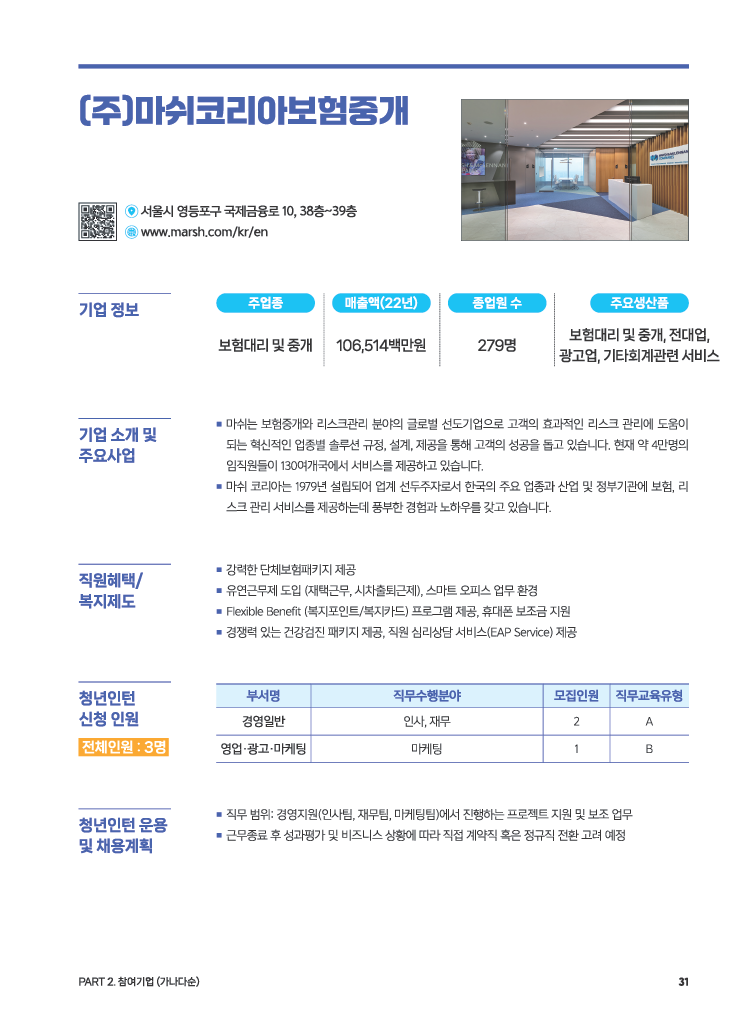 (주)마쉬코리아보험중개
서울시 영등포구 국제금융로 10, 38층~39층
www.marsh.com/kr/en
기업 정보
주업종
매출액(22년)
종업원 수
주요생산품
보험대리 및 중개
106,514백만원
279명
보험대리 및 중개, 전대업,
광고업, 기타회계관련 서비스
기업 소개 및
주요사업
■ 마쉬는 보험중개와 리스크관리 분야의 글로벌 선도기업으로 고객의 효과적인 리스크 관리에 도움이
되는 혁신적인 업종별 솔루션 규정, 설계, 제공을 통해 고객의 성공을 돕고 있습니다. 현재 약 4만명의
임직원들이 130여개국에서 서비스를 제공하고 있습니다.
■ 마쉬 코리아는 1979년 설립되어 업계 선두주자로서 한국의 주요 업종과 산업 및 정부기관에 보험, 리
스크 관리 서비스를 제공하는데 풍부한 경험과 노하우를 갖고 있습니다.
직원혜택/
복지제도
■ 강력한 단체보험패키지 제공
■ 유연근무제 도입 (재택근무, 시차출퇴근제), 스마트 오피스 업무 환경
■ Flexible Benefit (복지포인트/복지카드) 프로그램 제공, 휴대폰 보조금 지원
■ 경쟁력 있는 건강검진 패키지 제공, 직원 심리상담 서비스(EAP Service) 제공
청년인턴
신청 인원
전체인원 : 3명
부서명 직무수행분야 모집인원 직무교육유형
경영일반 인사, 재무 2 A
영업·광고·마케팅 마케팅 1 B
청년인턴 운용
및 채용계획
■ 직무 범위: 경영지원(인사팀, 재무팀, 마케팅팀)에서 진행하는 프로젝트 지원 및 보조 업무
■ 근무종료 후 성과평가 및 비즈니스 상황에 따라 직접 계약직 혹은 정규직 전환 고려 예정
PART 2. 참여기업 (가나다순)
31